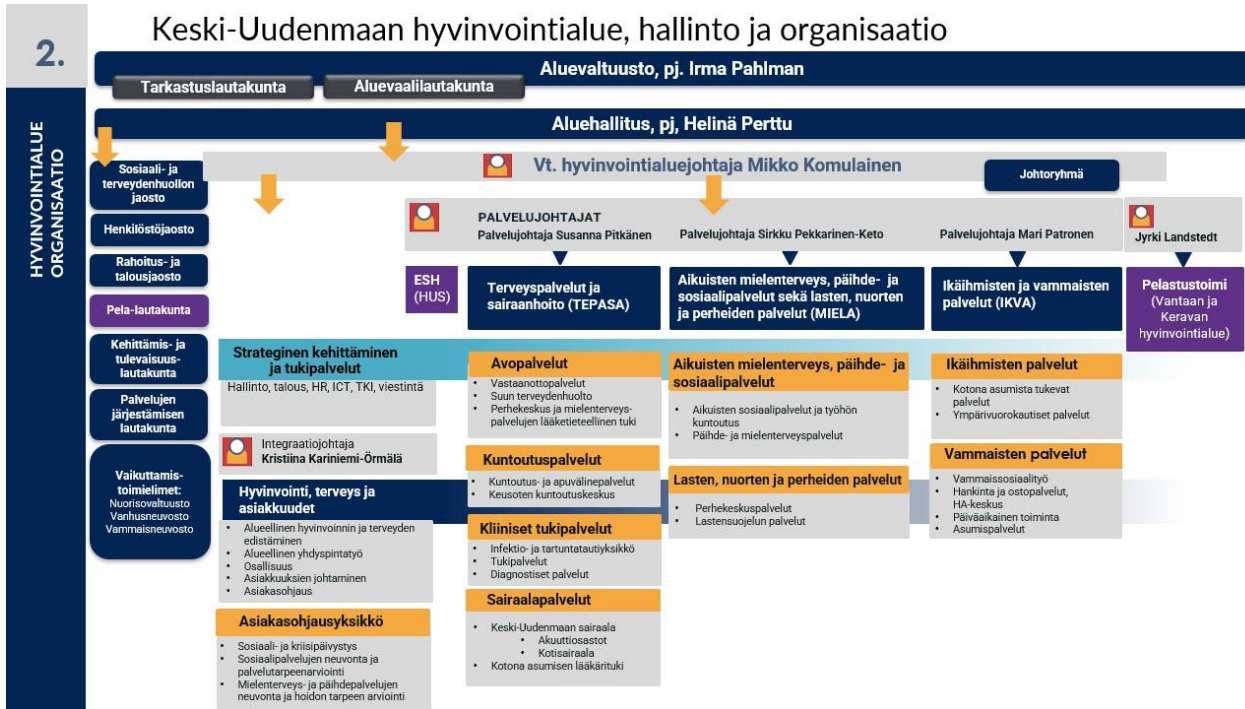 Keski-Uudenmaan hyvinvointialue, hallinto ja organisaatio
2.
HYVINVOINTIALUE
ORGANISAATIO
Aluevaltuusto, pj. Irma Pahlman
Tarkastuslautakunta
Aluevaalilautakunta
Aluehallitus, pj, Helinä Perttu
Vt. hyvinvointialuejohtaja Mikko Komulainen
Johtoryhmä
Sosiaali- ja
terveydenhuollon
jaosto
Henkilöstöjaosto
Rahoitus- ja
talousjaosto
Pela-lautakunta
Kehittämis- ja
tulevaisuus-
lautakunta
Palvelujen
järjestämisen
lautakunta
Vaikuttamis-
toimielimet:
Nuorisovaltuusto
Vanhusneuvosto
Vammaisneuvosto
PALVELUJOHTAJAT
Palvelujohtaja Susanna Pitkänen
Palvelujohtaja Sirkku Pekkarinen-Keto
Palvelujohtaja Mari Patronen
Jyrki Landstedt
ESH
(HUS)
Terveyspalvelut ja
sairaanhoito (TEPASA)
Aikuisten mielenterveys, päihde- ja
sosiaalipalvelut sekä lasten, nuorten
ja perheiden palvelut (MIELA)
Ikäihmisten ja vammaisten
palvelut (IKVA)
Pelastustoimi
(Vantaan ja
Keravan
hyvinvointialue)
Strateginen kehittäminen
ja tukipalvelut
Hallinto, talous, HR, ICT, TKI, viestintä
Integraatiojohtaja
Kristiina Kariniemi-Örmälä
Hyvinvointi, terveys ja
asiakkuudet
• Alueellinen hyvinvoinnin ja terveyden
edistäminen
• Alueellinen yhdyspintatyö
• Osallisuus
• Asiakkuuksien johtaminen
• Asiakasohjaus
Asiakasohjausyksikkö
• Sosiaali- ja kriisipäivystys
• Sosiaalipalvelujen neuvonta ja
palvelutarpeenarviointi
• Mielenterveys- ja päihdepalvelujen
neuvonta ja hoidon tarpeen arviointi
Avopalvelut
• Vastaanottopalvelut
• Suun terveydenhuolto
• Perhekeskus ja mielenterveys-
palvelujen lääketieteellinen tuki
Kuntoutuspalvelut
• Kuntoutus- ja apuvälinepalvelut
• Keusoten kuntoutuskeskus
Kliiniset tukipalvelut
• Infektio- ja tartuntatautiyksikkö
• Tukipalvelut
• Diagnostiset palvelut
Sairaalapalvelut
• Keski-Uudenmaan sairaala
• Akuuttiosastot
• Kotisairaala
• Kotona asumisen lääkärituki
Aikuisten mielenterveys, päihde- ja
sosiaalipalvelut
• Aikuisten sosiaalipalvelut ja työhön
kuntoutus
• Päihde- ja mielenterveyspalvelut
Lasten, nuorten ja perheiden palvelut
• Perhekeskuspalvelut
• Lastensuojelun palvelut
Ikäihmisten palvelut
• Kotona asumista tukevat
palvelut
• Ympärivuorokautiset palvelut
Vammaisten palvelut
• Vammaissosiaalityö
• Hankinta ja ostopalvelut,
HA-keskus
• Päiväaikainen toiminta
• Asumispalvelut